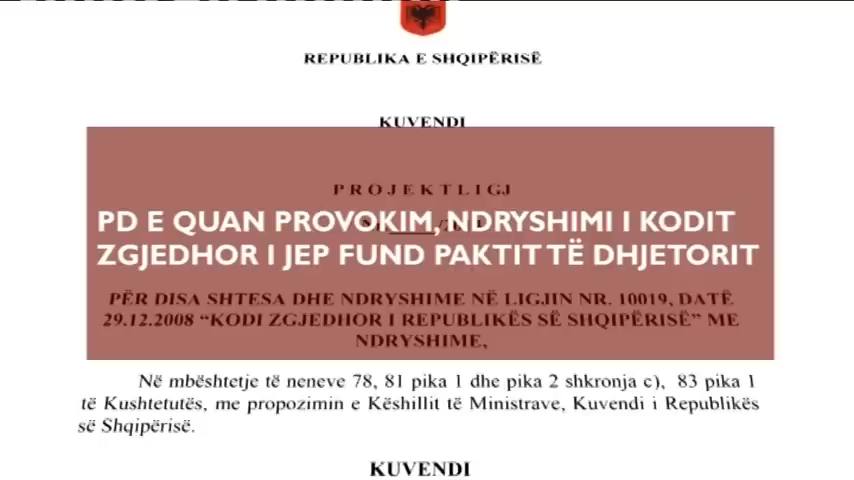 REPUBLIKA E SHQIPËRISË
KUVENDI
PROJEKTLIGJ
PD E QUAN PROVOKIM, NDRYSHIMI I KODIT
ZGJEDHOR I JEP FUND PAKTIT TË DHJETORIT
PËR DISA SHTESA DHE NDRYSHIME NË LIGJIN NR. 10019, DATË
29.12.2008 “KODI ZGJEDHOR I REPUBLIKËS SË SHQIPËRISË” ME
NDRYSHIME,
Në mbështetje të neneve 78, 81 pika 1 dhe pika 2 shkronja c), 83 pika 1
të Kushtetutës, me propozimin e Këshillit të Ministrave, Kuvendi i Republikës
së Shqipërisë.
KUVENDI